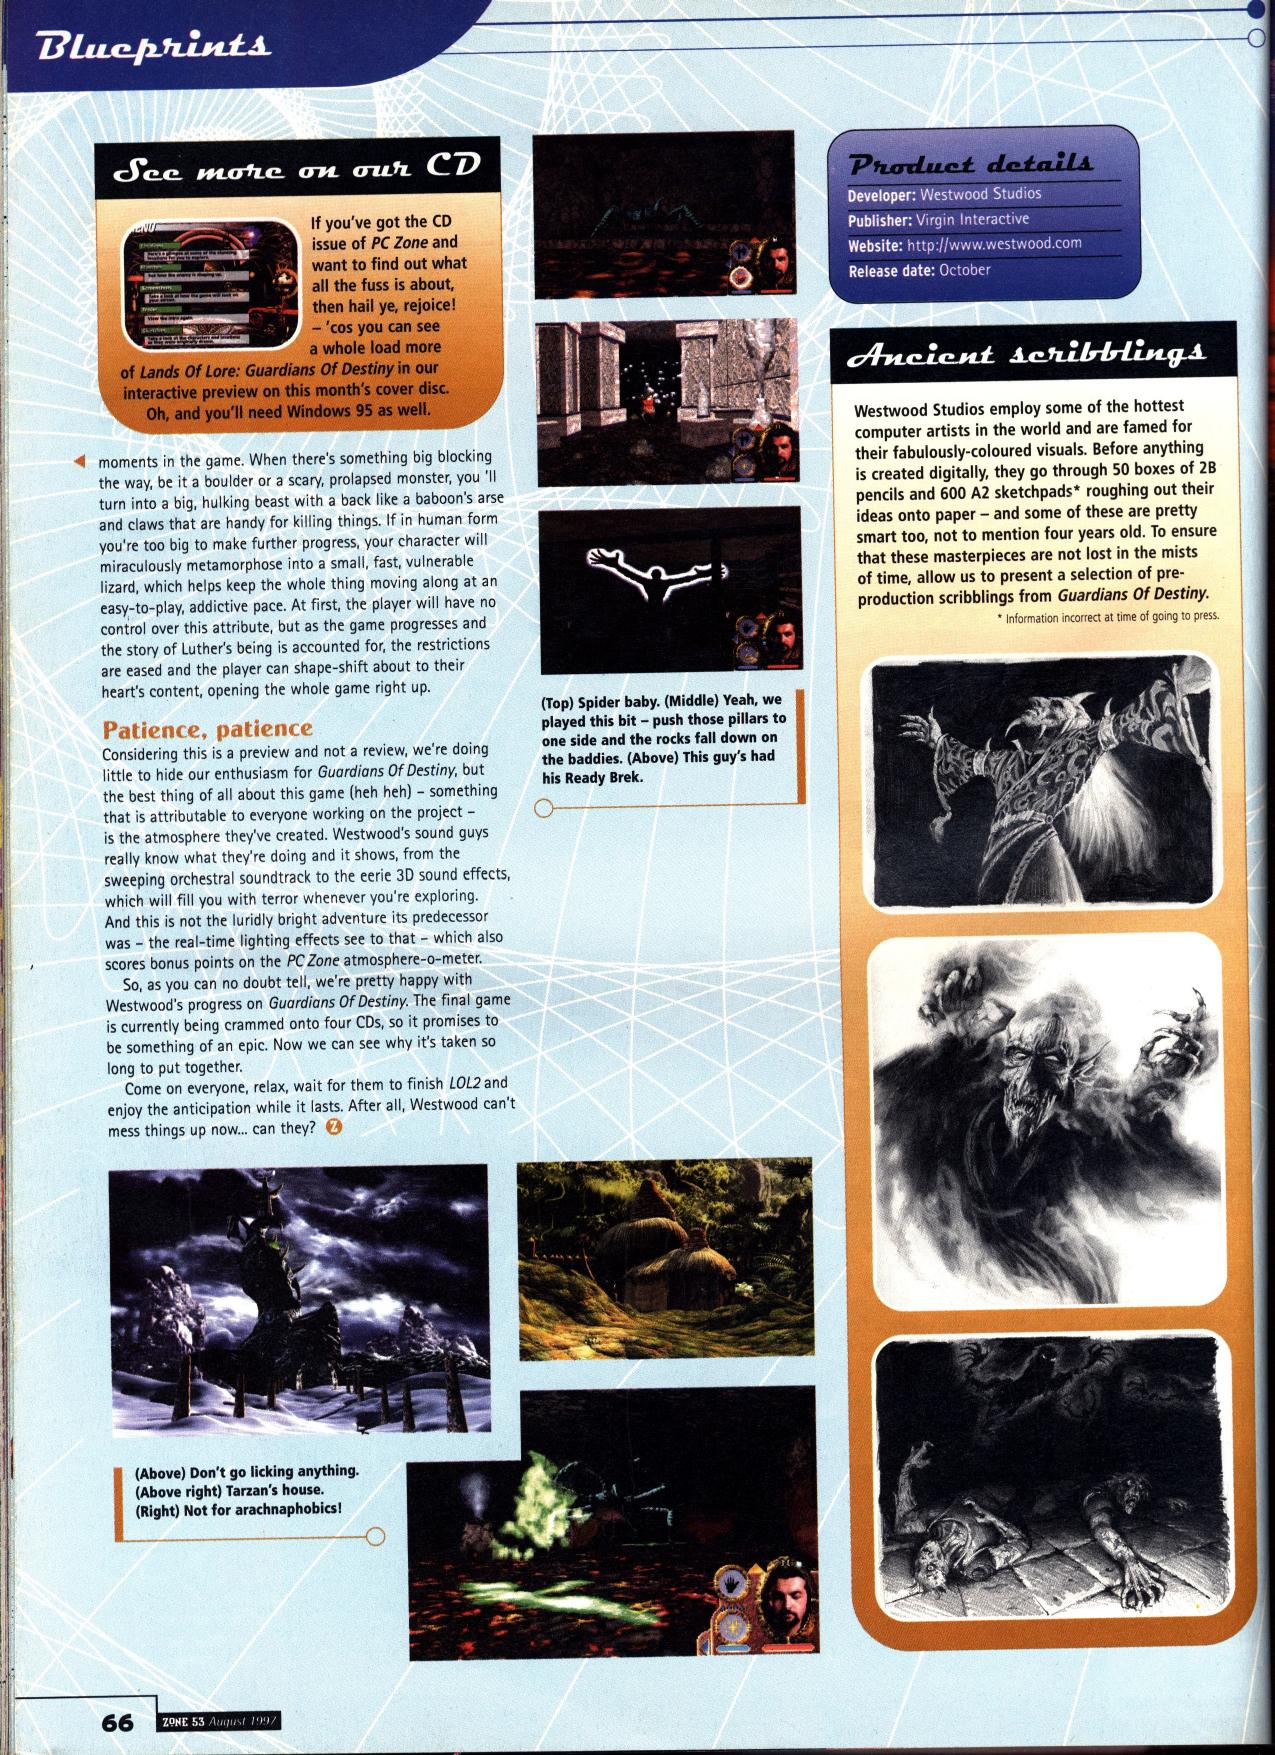 Blueprints
See more on our CD
If you've got the CD
issue of PC Zone and
want to find out what
all the fuss is about,
then hail ye, rejoice!
– 'cos you can see
a whole load more
of Lands Of Lore: Guardians Of Destiny in our
interactive preview on this month's cover disc.
Oh, and you'll need Windows 95 as well.
moments in the game. When there's something big blocking
the way, be it a boulder or a scary, prolapsed monster, you 'll
turn into a big, hulking beast with a back like a baboon's arse
and claws that are handy for killing things. If in human form
you're too big to make further progress, your character will
miraculously metamorphose into a small, fast, vulnerable
lizard, which helps keep the whole thing moving along at an
easy-to-play, addictive pace. At first, the player will have no
control over this attribute, but as the game progresses and
the story of Luther's being is accounted for, the restrictions
are eased and the player can shape-shift about to their
heart's content, opening the whole game right up.
Patience, patience
Considering this is a preview and not a review, we're doing
little to hide our enthusiasm for Guardians Of Destiny, but
the best thing of all about this game (heh heh) – something
that is attributable to everyone working on the project –
is the atmosphere they've created. Westwood's sound guys
really know what they're doing and it shows, from the
sweeping orchestral soundtrack to the eerie 3D sound effects,
which will fill you with terror whenever you're exploring.
And this is not the luridly bright adventure its predecessor
was – the real-time lighting effects see to that – which also
scores bonus points on the PC Zone atmosphere-o-meter.
So, as you can no doubt tell, we're pretty happy with
Westwood's progress on Guardians Of Destiny. The final game
is currently being crammed onto four CDs, so it promises to
be something of an epic. Now we can see why it's taken so
long to put together.
Come on everyone, relax, wait for them to finish LOL2 and
enjoy the anticipation while it lasts. After all, Westwood can't
mess things up now... can they? Z
(Top) Spider baby. (Middle) Yeah, we
played this bit – push those pillars to
one side and the rocks fall down on
the baddies. (Above) This guy's had
his Ready Brek.
(Above) Don't go licking anything.
(Above right) Tarzan's house.
(Right) Not for arachnaphobics!
Product details
Developer: Westwood Studios
Publisher: Virgin Interactive
Website: http://www.westwood.com
Release date: October
Ancient scribblings
Westwood Studios employ some of the hottest
computer artists in the world and are famed for
their fabulously-coloured visuals. Before anything
is created digitally, they go through 50 boxes of 2B
pencils and 600 A2 sketchpads* roughing out their
ideas onto paper – and some of these are pretty
smart too, not to mention four years old. To ensure
that these masterpieces are not lost in the mists
of time, allow us to present a selection of pre-
production scribblings from Guardians Of Destiny.
* Information incorrect at time of going to press.
66
ZONE 53 August 1997